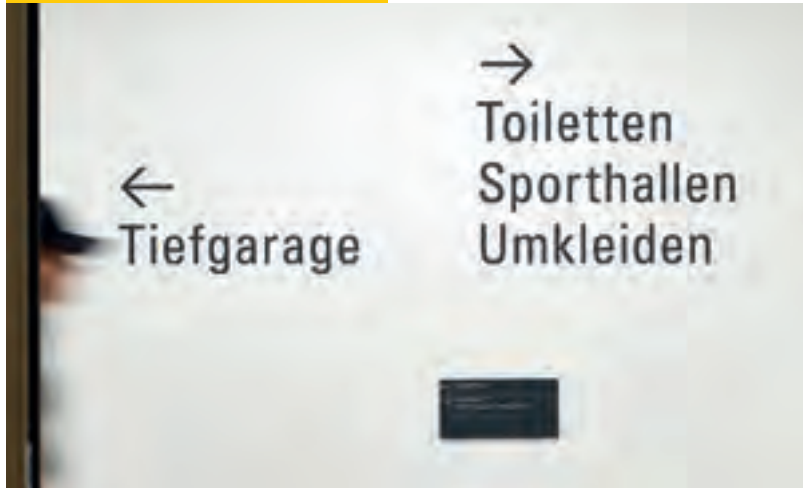 ←
Tiefgarage
→
Toiletten
Sporthallen
Umkleiden